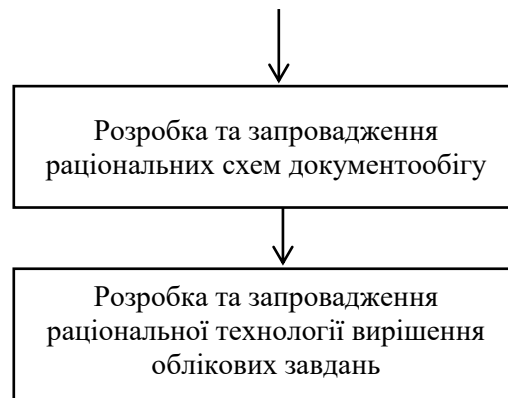 Розробка та запровадження
раціональних схем документообігу
Розробка та запровадження
раціональної технології вирішення
облікових завдань